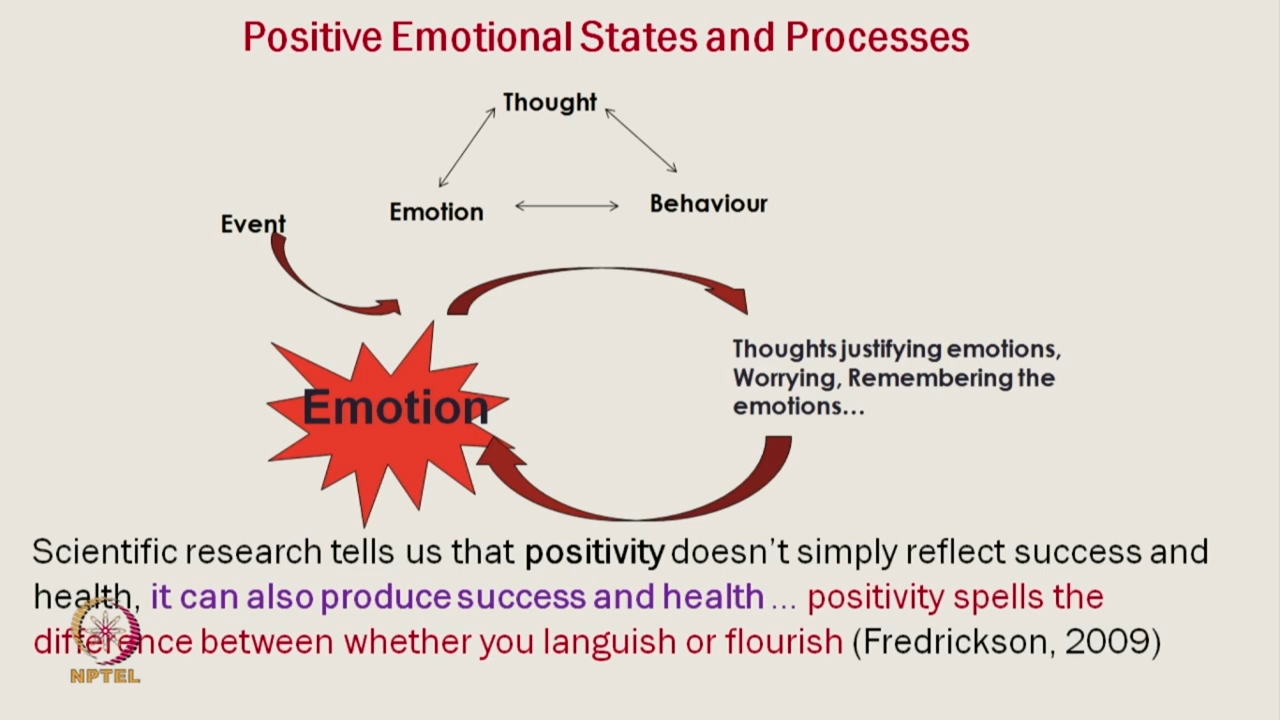 Positive Emotional States and Processes
Thought
Emotion
Behaviour
Event
Emotion
Thoughts justifying emotions,
Worrying, Remembering the
emotions...
Scientific research tells us that positivity doesn't simply reflect success and
health, it can also produce success and health ... positivity spells the
difference between whether you languish or flourish (Fredrickson, 2009)
NPTEL